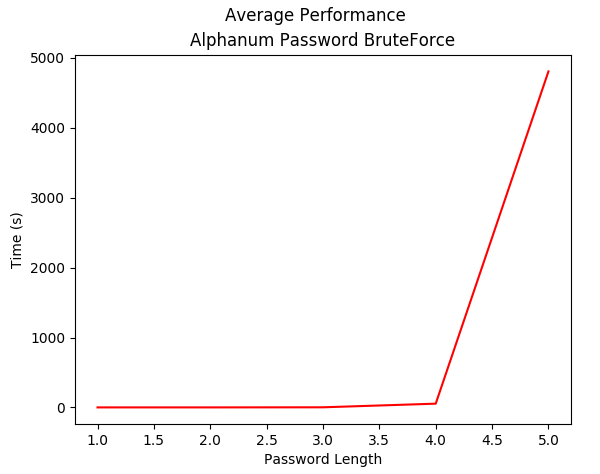 Average Performance
Alphanum Password BruteForce
Time (s)
5000
4000
3000
2000
1000
0
1.0 1.5 2.0 2.5 3.0 3.5 4.0 4.5 5.0
Password Length